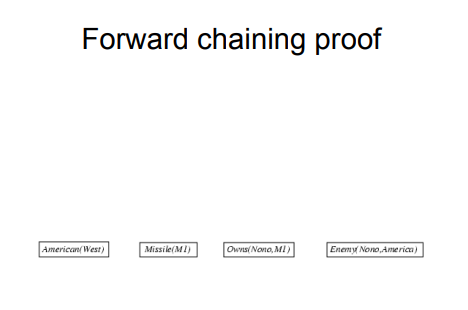 Forward chaining proof
American(West) Missile(M1) Owns(Nono,M1) Enemy(Nono,America)